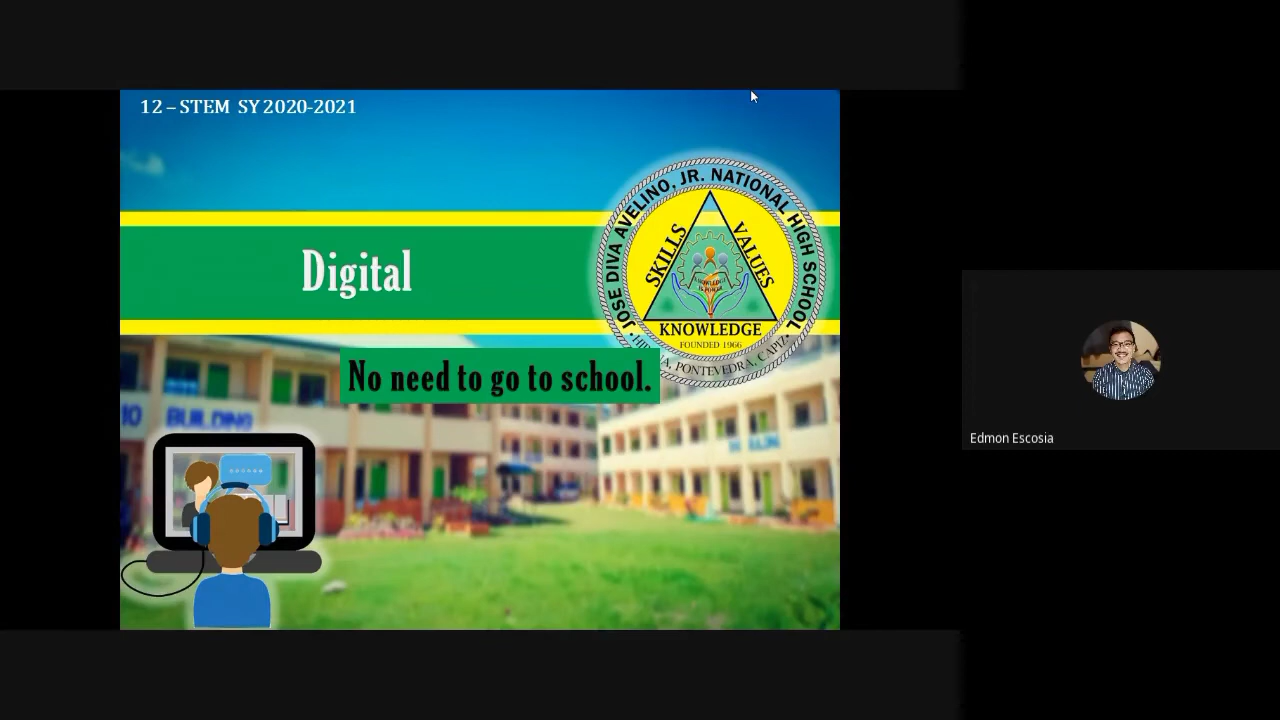 12 – STEM SY 2020-2021
Digital
JOSE DIVA AVELINO, JR. NATIONAL HIGH SCHOOL
SKILLS
VALUES
KNOWLEDGE
FOUNDED 1966
PONTEVEDRA, CAPIZ
No need to go to school.
BUILDING
Edmon Escosia